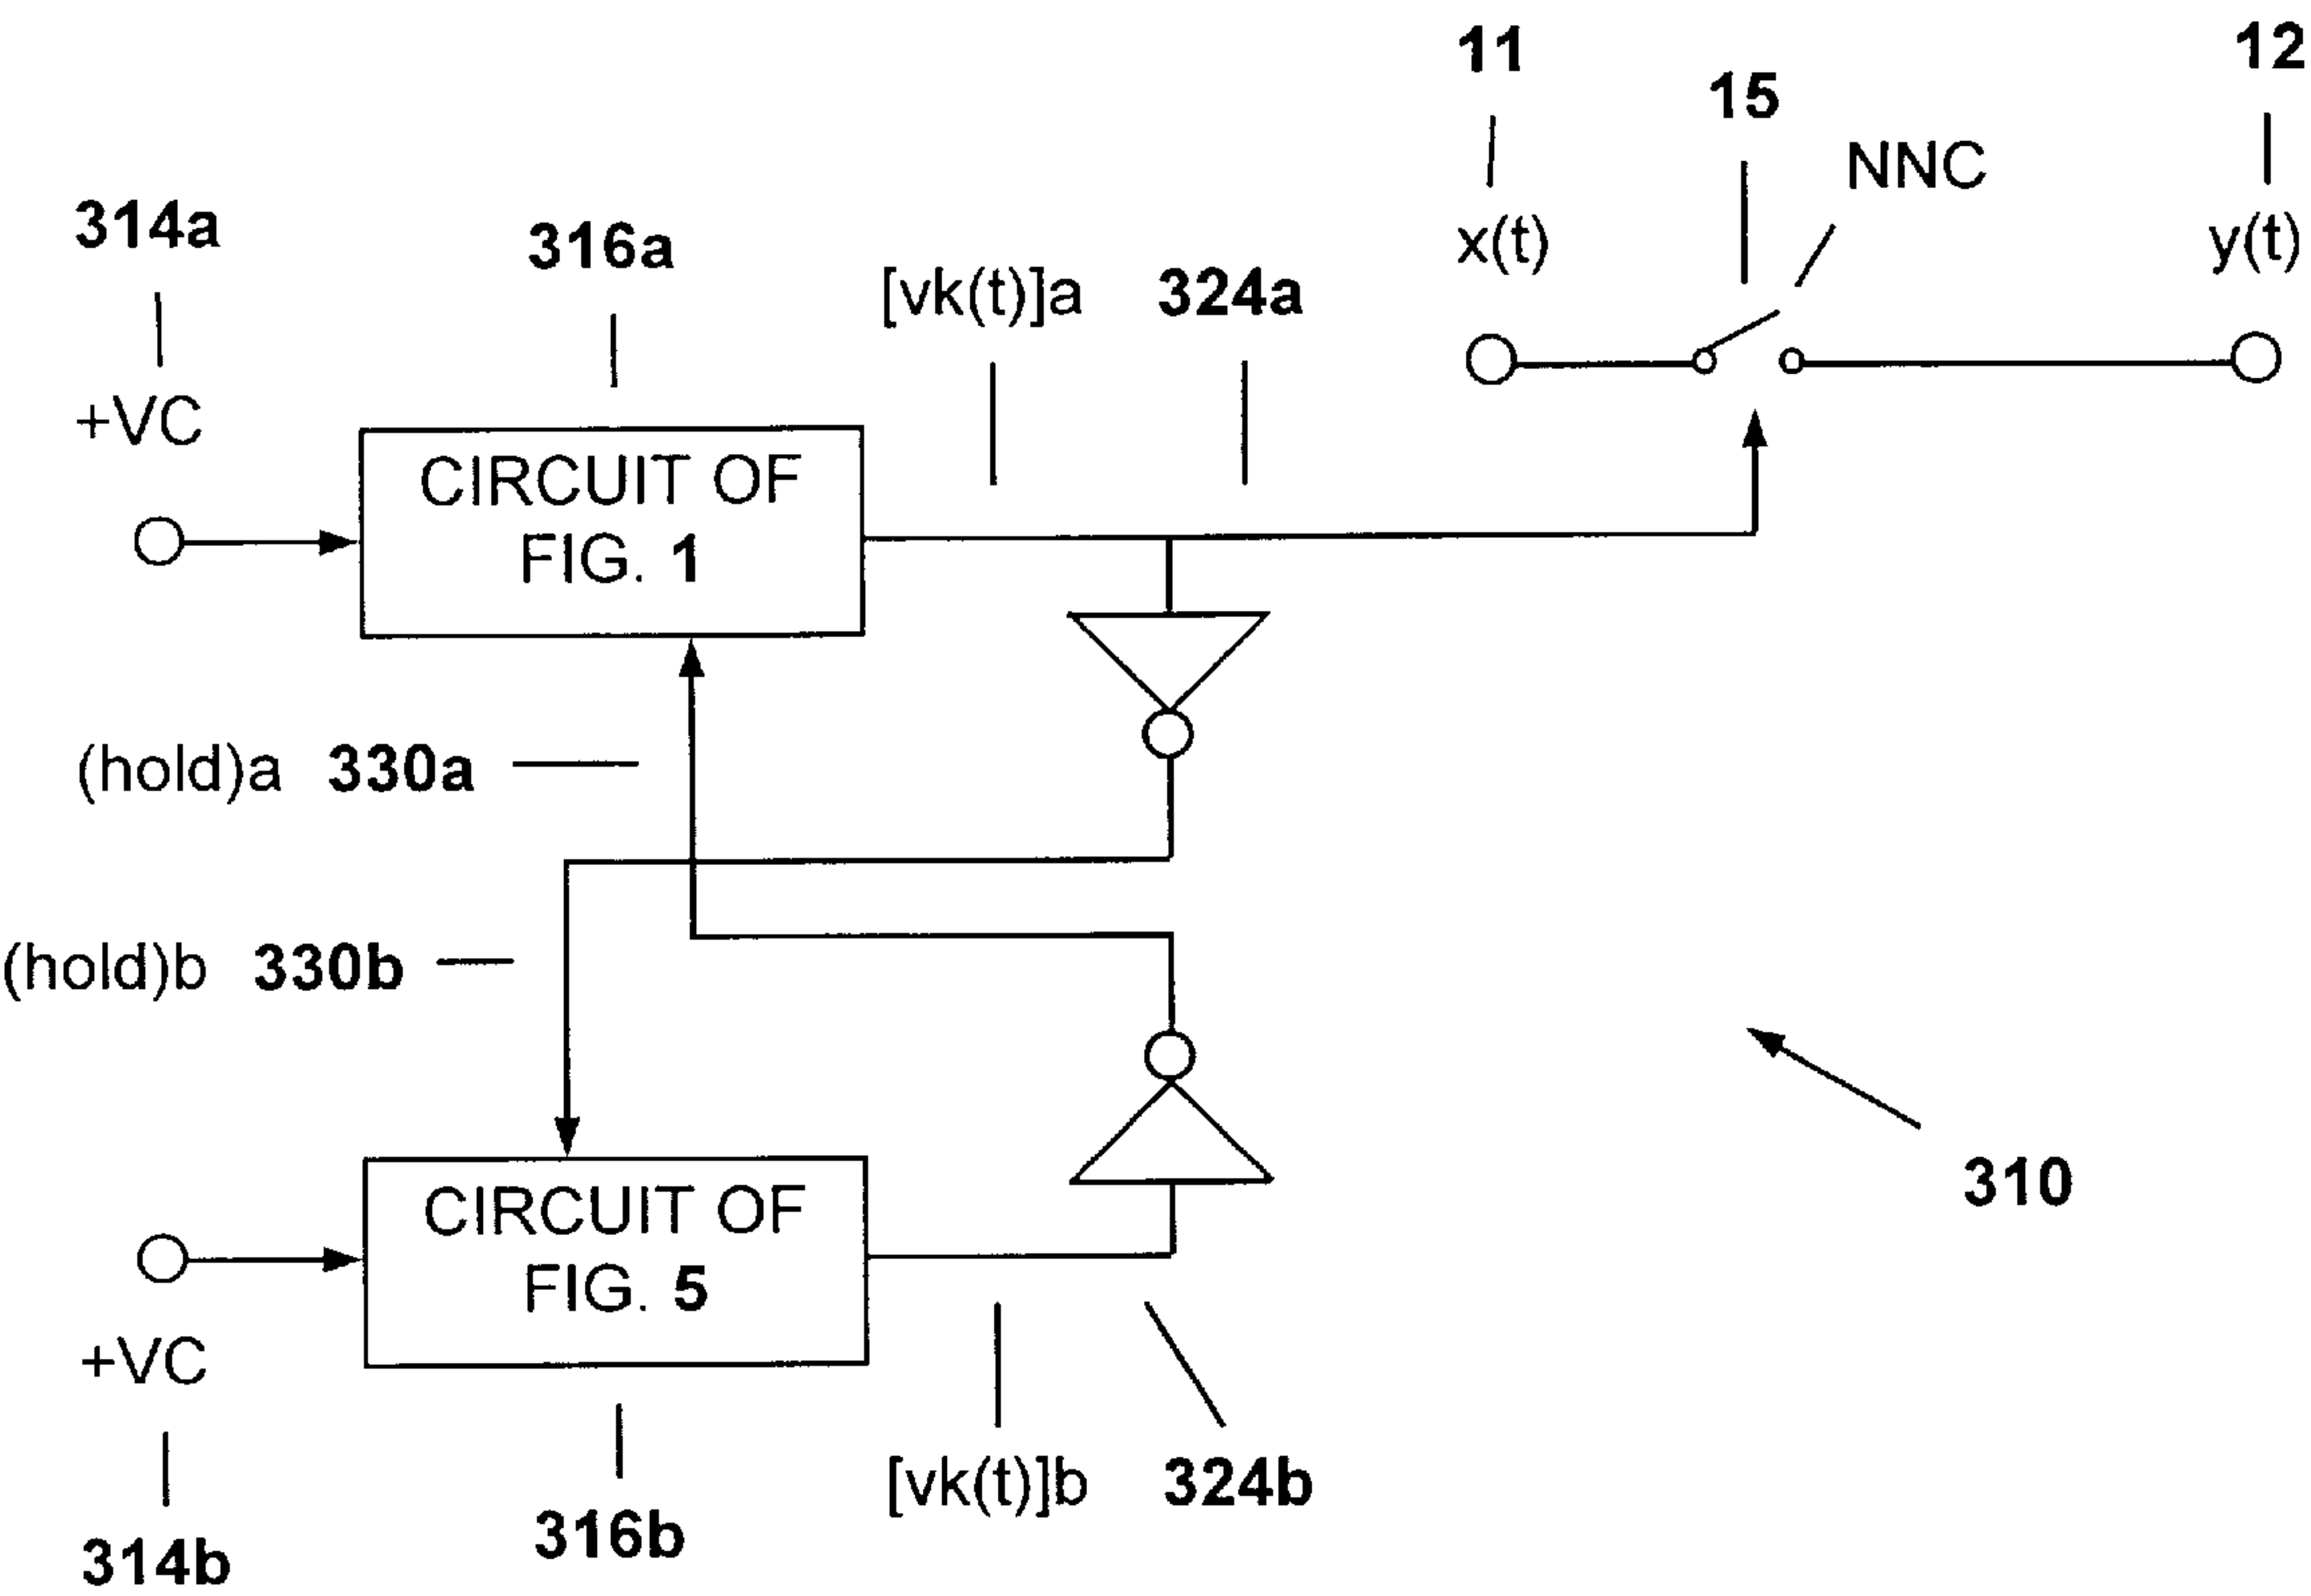 11
12
15
NNC
314a
316a
x(t)
y(t)
[vk(t)]a 324a
+VC
CIRCUIT OF
FIG. 1
(hold)a 330a
(hold)b 330b
310
CIRCUIT OF
FIG. 5
+VC
[vk(t)]b 324b
316b
314b